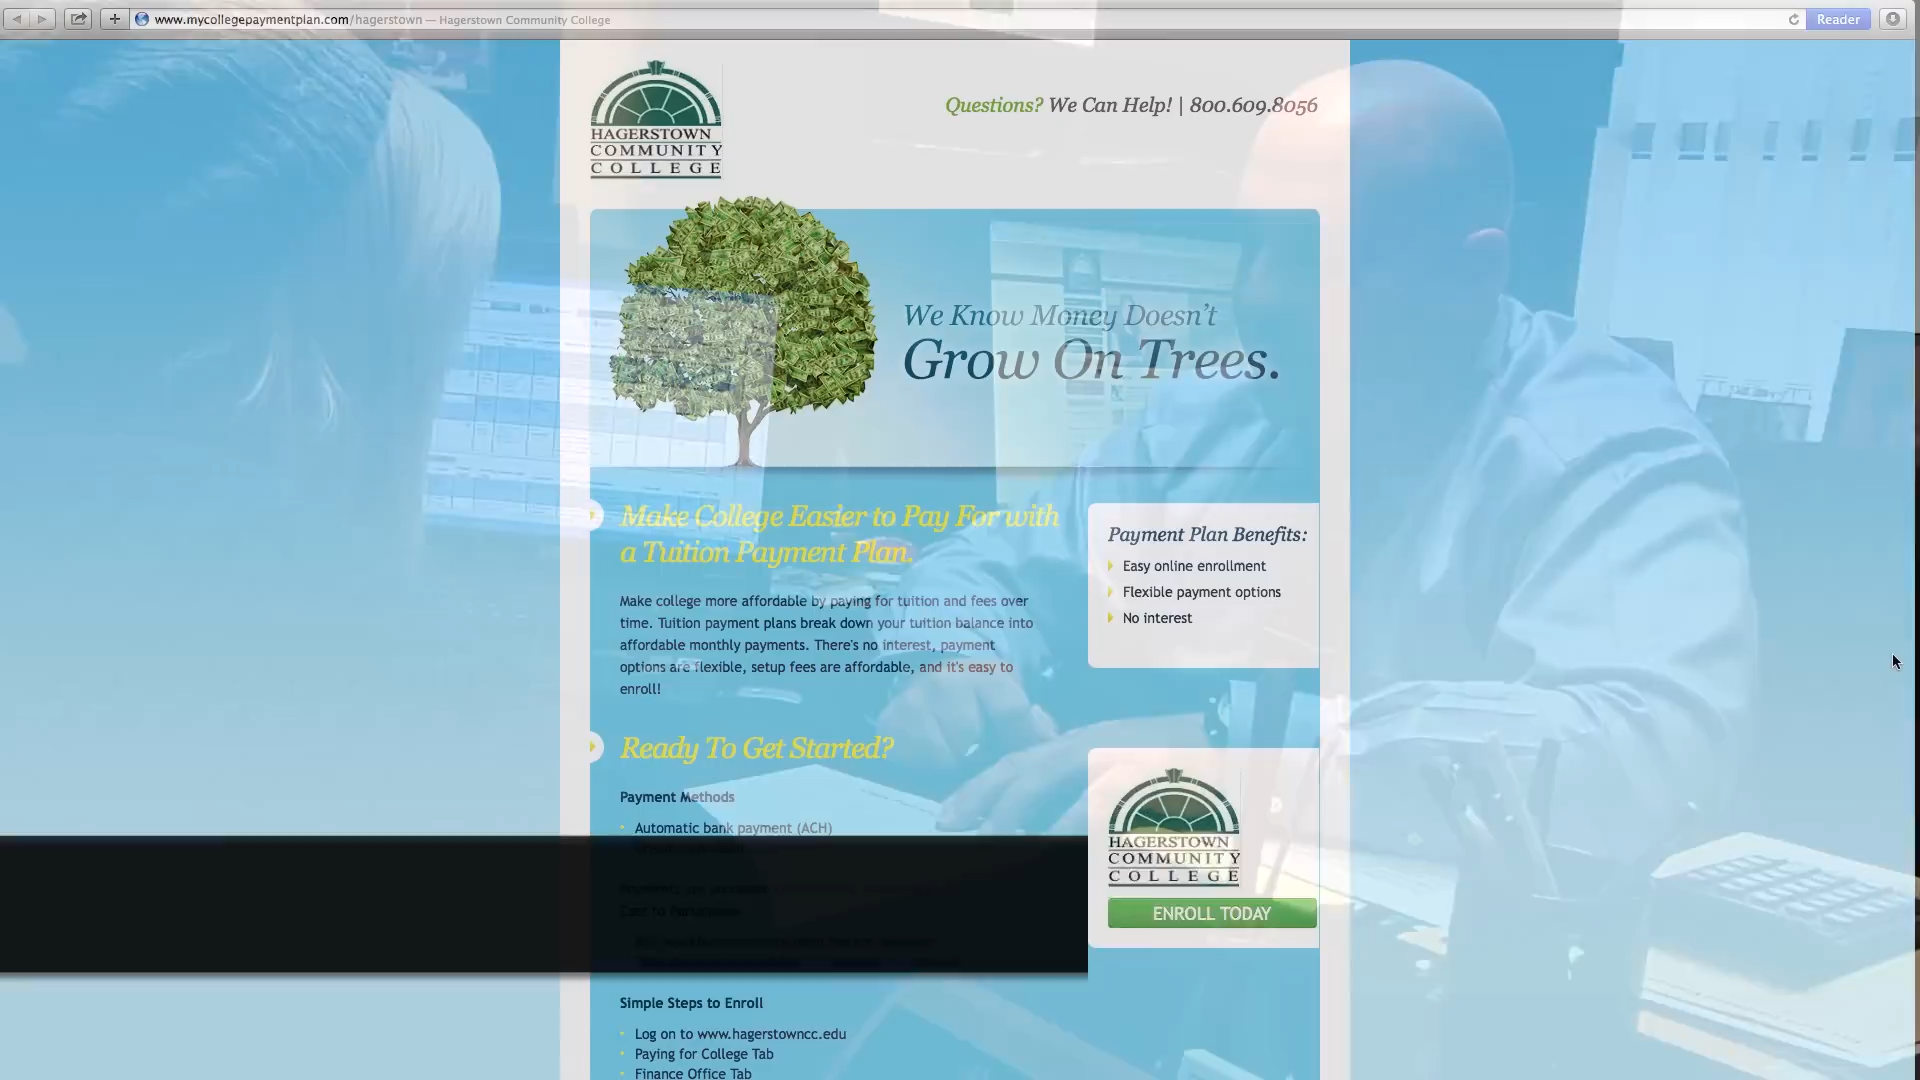 www.mycollegepaymentplan.com/hagerstown — Hagerstown Community College
Reader
HAGERSTOWN
COMMUNITY
COLLEGE
Questions? We Can Help! | 800.609.8056
We Know Money Doesn't
Grow On Trees.
Make College Easier to Pay For with
a Tuition Payment Plan.
Make college more affordable by paying for tuition and fees over
time. Tuition payment plans break down your tuition balance into
affordable monthly payments. There's no interest, payment
options are flexible, setup fees are affordable, and it's easy to
enroll!
Payment Plan Benefits:
Easy online enrollment
Flexible payment options
No interest
Ready To Get Started?
Payment Methods
Automatic bank payment (ACH)
HAGERSTOWN
COMMUNITY
COLLEGE
ENROLL TODAY
Simple Steps to Enroll
Log on to www.hagerstowncc.edu
Paying for College Tab
Finance Office Tab